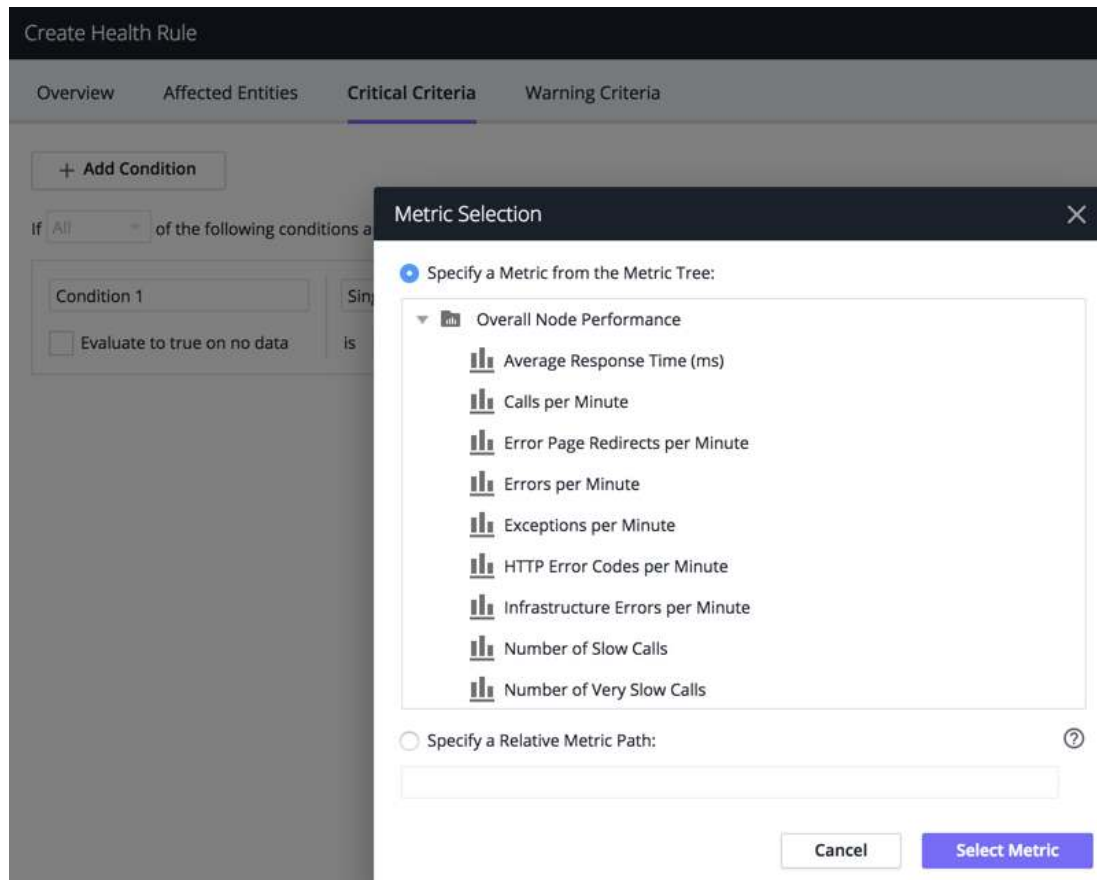 Create Health Rule
Overview Affected Entities Critical Criteria Warning Criteria
+ Add Condition
If All of the following conditions a
Condition 1 Sing
Evaluate to true on no data is
Metric Selection
Specify a Metric from the Metric Tree:
Overall Node Performance
Average Response Time (ms)
Calls per Minute
Error Page Redirects per Minute
Errors per Minute
Exceptions per Minute
HTTP Error Codes per Minute
Infrastructure Errors per Minute
Number of Slow Calls
Number of Very Slow Calls
Specify a Relative Metric Path:
Cancel Select Metric